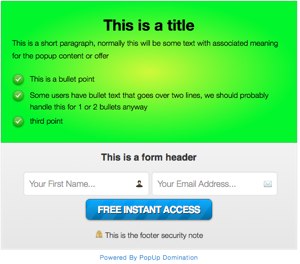 This is a title
This is a short paragraph, normally this will be some text with associated meaning
for the popup content or offer
This is a bullet point
Some users have bullet text that goes over two lines, we should probably
handle this for 1 or 2 bullets anyway
third point
This is a form header
Your First Name...
Your Email Address...
FREE INSTANT ACCESS
This is the footer security note
Powered By PopUp Domination